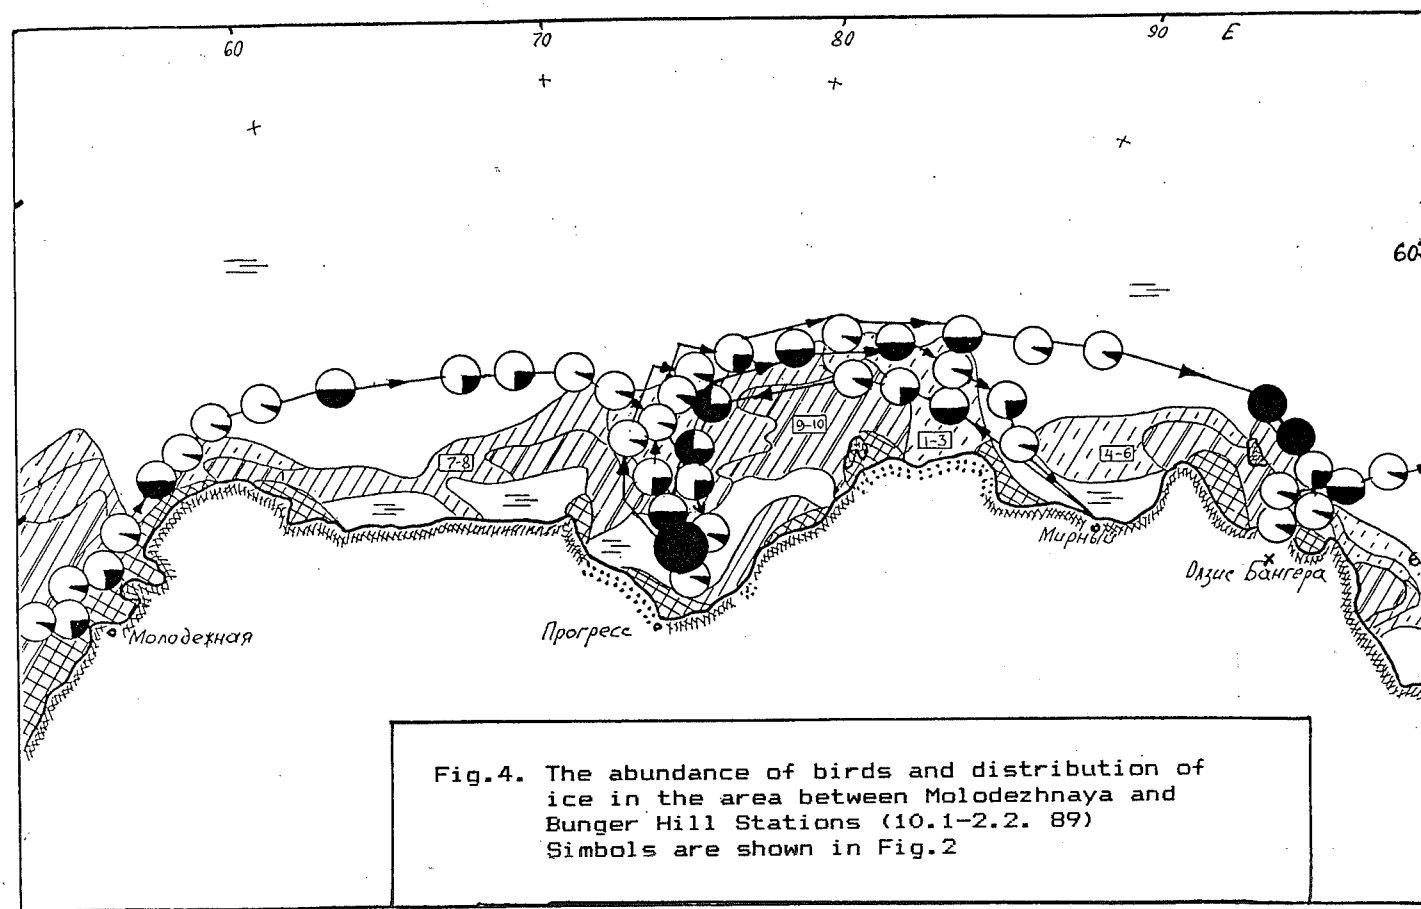 60 70 80 90 E
60
7-8
9-10
1-3
4-6
Мирный
Оазис Бангера
Молодежная
Прогресс
Fig.4. The abundance of birds and distribution of
ice in the area between Molodezhnaya and
Bunger Hill Stations (10.1-2.2. 89)
Simbols are shown in Fig.2